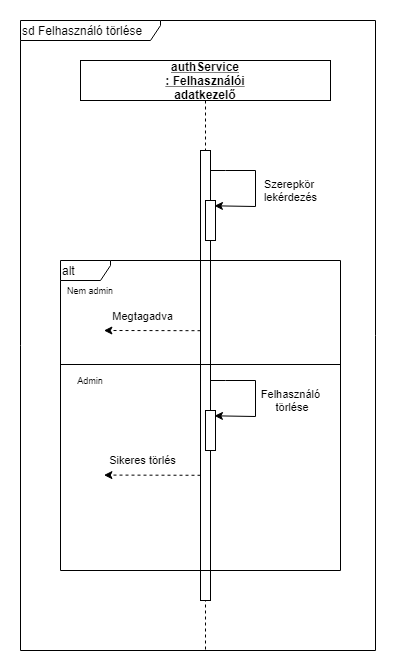 sd Felhasználó törlése
authService
: Felhasználói
adatkezelő
Szerepkör
lekérdezés
alt
Nem admin
Megtagadva
Admin
Felhasználó
törlése
Sikeres törlés